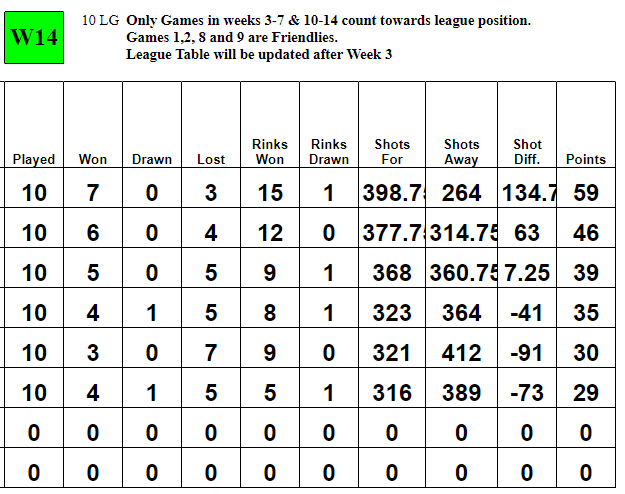 W14
10 LG Only Games in weeks 3-7 & 10-14 count towards league position.
Games 1,2, 8 and 9 are Friendlies.
League Table will be updated after Week 3
Played Won Drawn Lost Rinks Won Rinks Drawn Shots For Shots Away Shot Diff. Points
10 7 0 3 15 1 398.7 264 134.7 59
10 6 0 4 12 0 377.7 314.75 63 46
10 5 0 5 9 1 368 360.75 7.25 39
10 4 1 5 8 1 323 364 -41 35
10 3 0 7 9 0 321 412 -91 30
10 4 1 5 5 1 316 389 -73 29
0 0 0 0 0 0 0 0 0 0
0 0 0 0 0 0 0 0 0 0